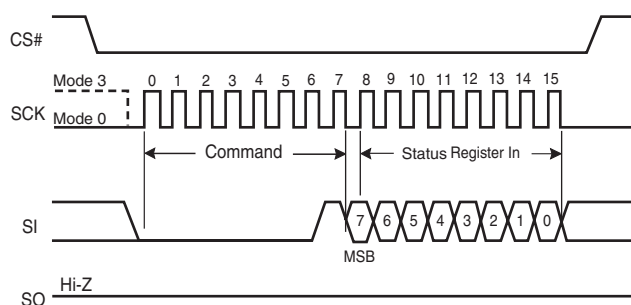 CS#
Mode 3
0 1 2 3 4 5 6 7 8 9 10 11 12 13 14 15
SCK
Mode 0
Command
Status Register In
SI
7 6 5 4 3 2 1 0
MSB
Hi-Z
SO